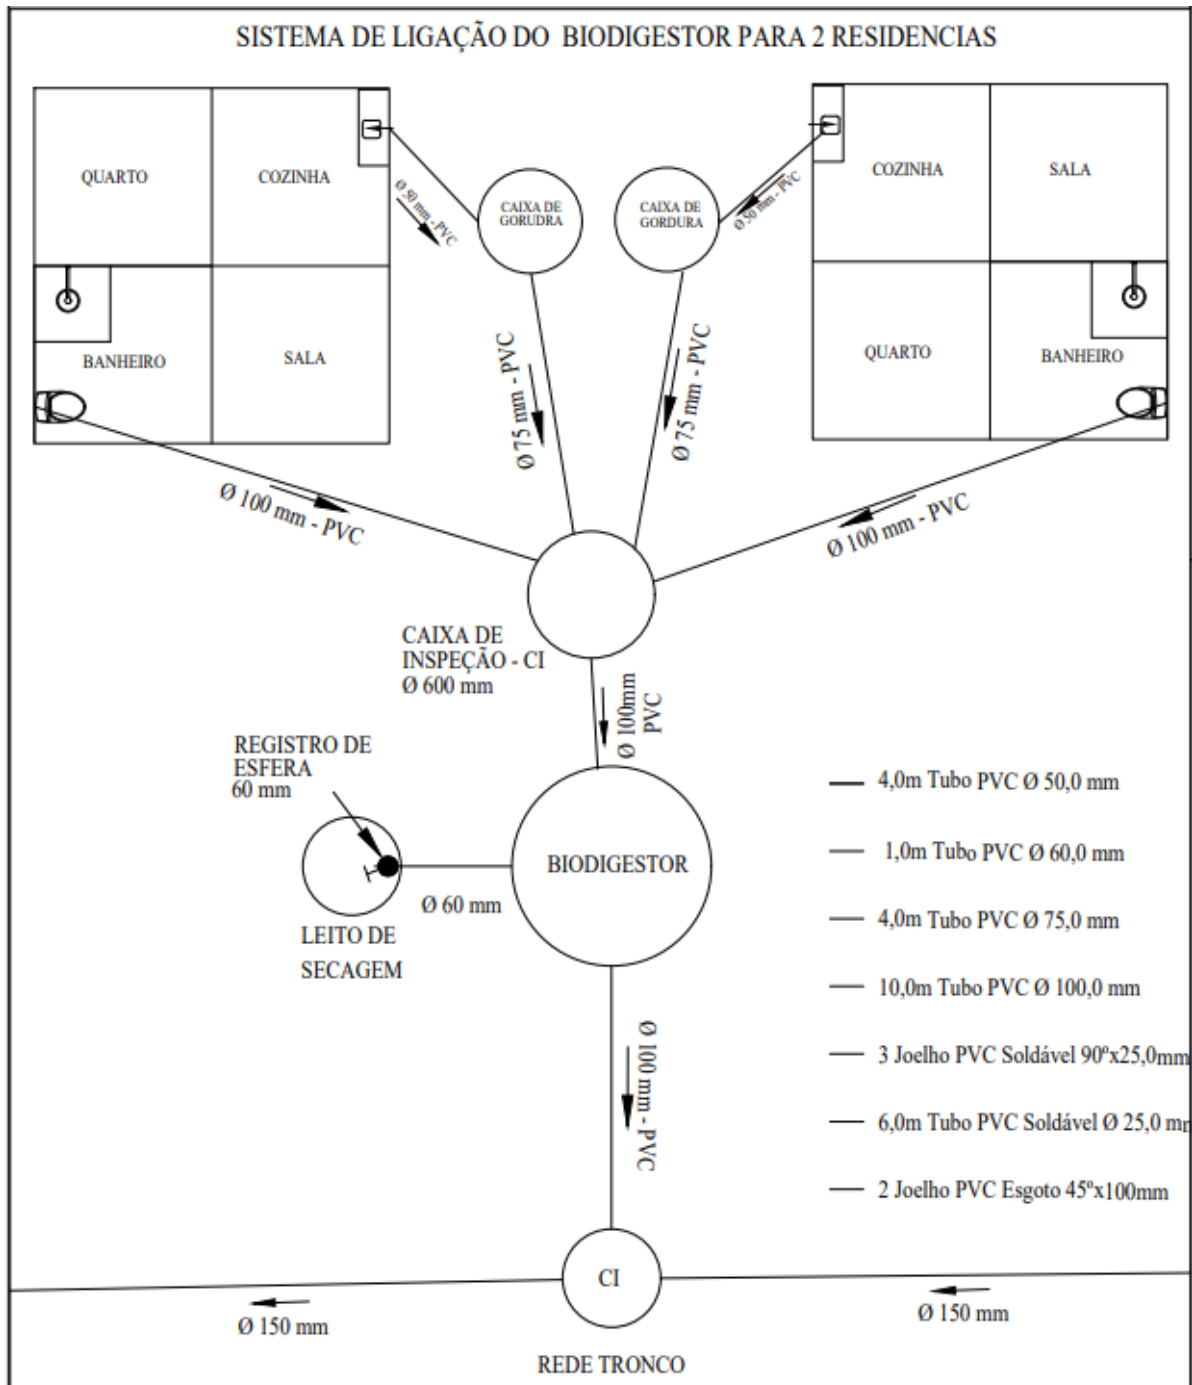 SISTEMA DE LIGAÇÃO DO BIODIGESTOR PARA 2 RESIDENCIAS
QUARTO
COZINHA
Ø 50 mm - PVC
CAIXA DE
GORUDRA
CAIXA DE
GORDURA
Ø 50 mm - PVC
COZINHA
SALA
BANHEIRO
SALA
Ø 75 mm - PVC
Ø 75 mm - PVC
QUARTO
BANHEIRO
Ø 100 mm - PVC
Ø 100 mm - PVC
CAIXA DE
INSPEÇÃO - CI
Ø 600 mm
Ø 100mm
PVC
REGISTRO DE
ESFERA
60 mm
BIODIGESTOR
Ø 60 mm
LEITO DE
SECAGEM
4,0m Tubo PVC Ø 50,0 mm
1,0m Tubo PVC Ø 60,0 mm
4,0m Tubo PVC Ø 75,0 mm
10,0m Tubo PVC Ø 100,0 mm
3 Joelho PVC Soldável 90ºx25,0mm
6,0m Tubo PVC Soldável Ø 25,0 mm
2 Joelho PVC Esgoto 45ºx100mm
Ø 100 mm - PVC
CI
Ø 150 mm
Ø 150 mm
REDE TRONCO